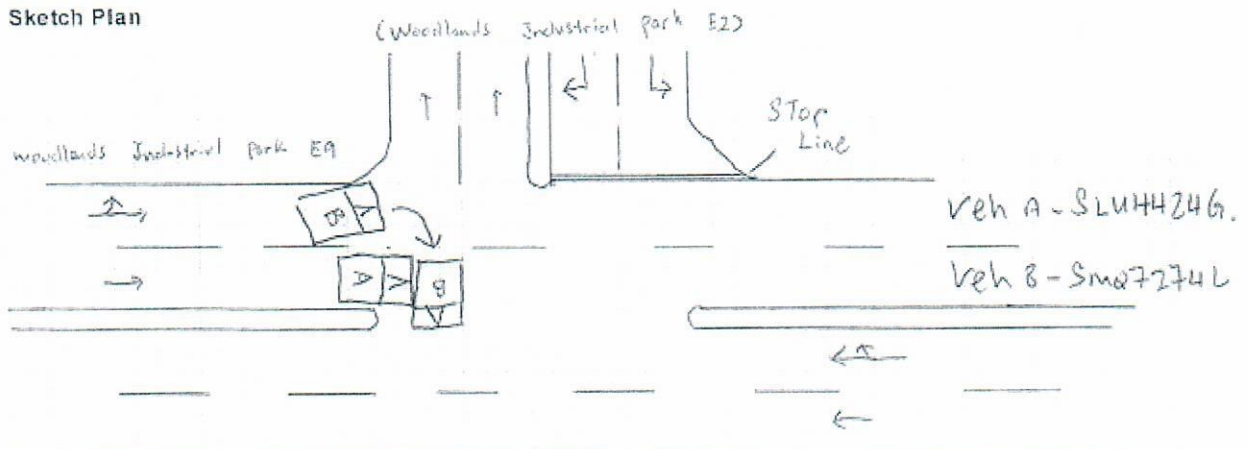 Sketch Plan
(Woodlands Industrial Park E2)
STOP
Line
Woodlands Industrial Park E9
B
A
B
Veh A - SLU4424G.
Veh B - SMQ7274L